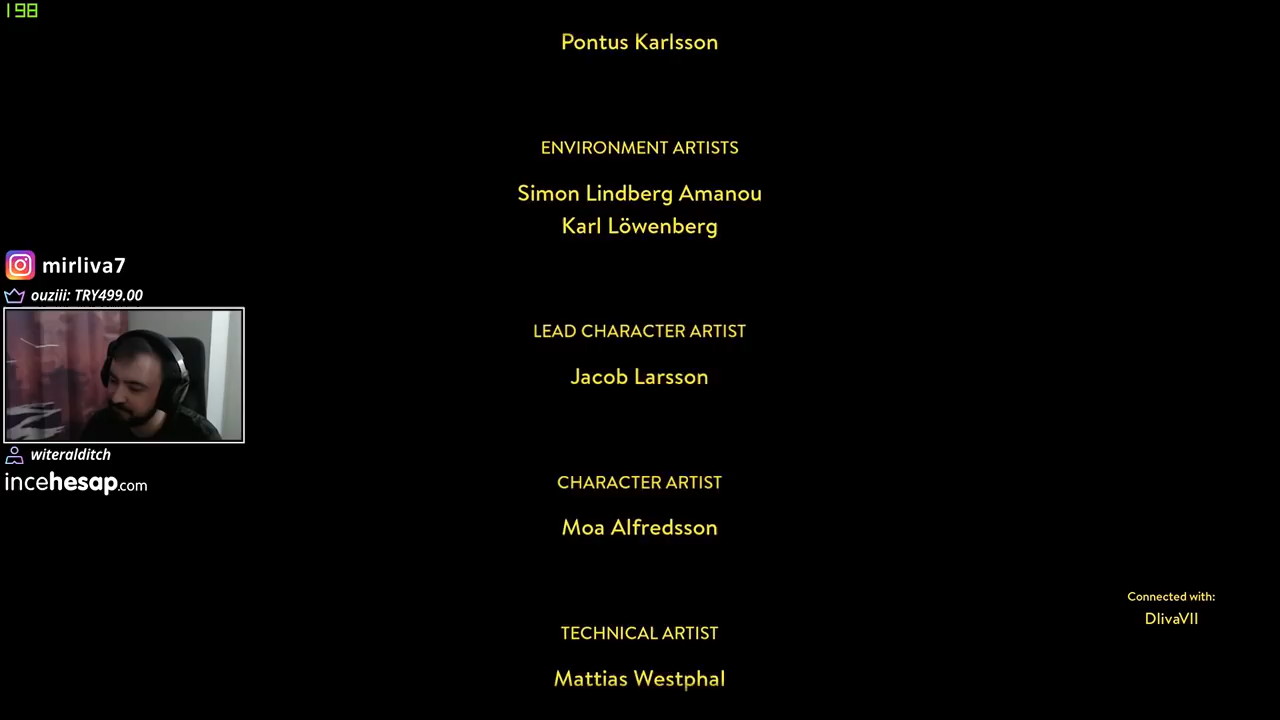 198
Pontus Karlsson
ENVIRONMENT ARTISTS
Simon Lindberg Amanou
Karl Löwenberg
mirliva7
ouziii: TRY499.00
LEAD CHARACTER ARTIST
Jacob Larsson
witeralditch
incehesap.com
CHARACTER ARTIST
Moa Alfredsson
Connected with:
DlivaVII
TECHNICAL ARTIST
Mattias Westphal